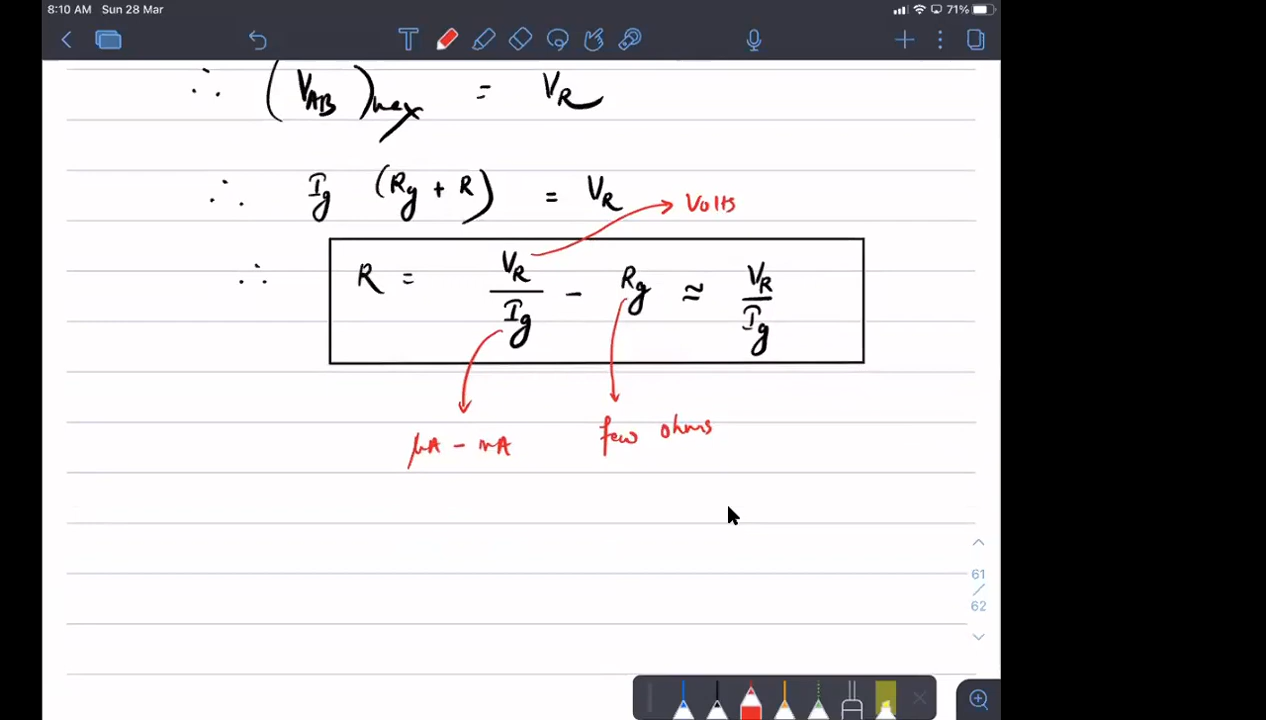 8:10 AM Sun 28 Mar 71%
∴ (V_AB)max = V_R
∴ I_g (R_g + R) = V_R
Volts
∴ R = V_R / I_g - R_g ≈ V_R / I_g
μA - mA few ohms
61
/
62